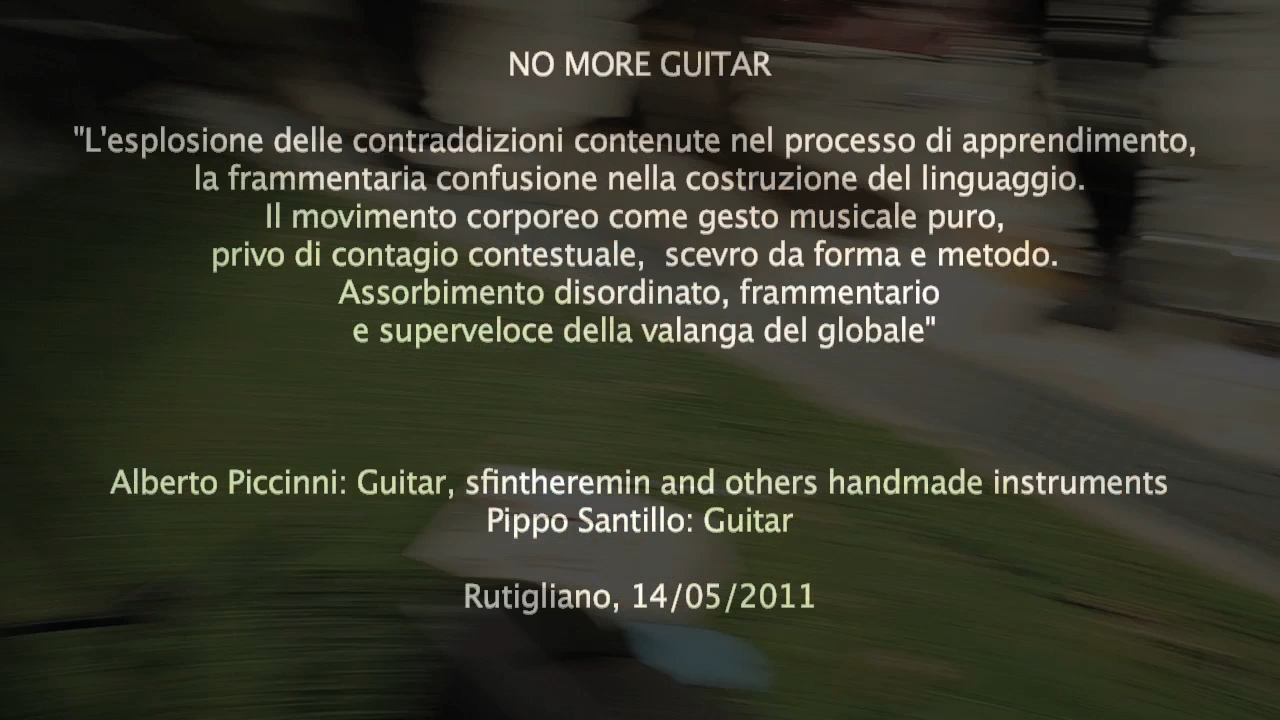 NO MORE GUITAR
"L'esplosione delle contraddizioni contenute nel processo di apprendimento,
la frammentaria confusione nella costruzione del linguaggio.
Il movimento corporeo come gesto musicale puro,
privo di contagio contestuale,  scevro da forma e metodo.
Assorbimento disordinato, frammentario
e superveloce della valanga del globale"
Alberto Piccinni: Guitar, sfintheremin and others handmade instruments
Pippo Santillo: Guitar
Rutigliano, 14/05/2011